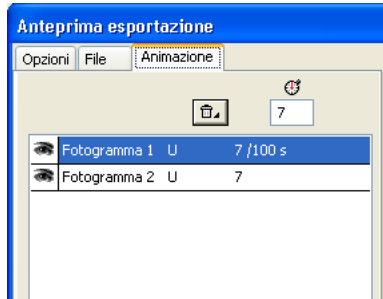 Anteprima esportazione
Opzioni File Animazione
7
Fotogramma 1 U 7 /100 s
Fotogramma 2 U 7